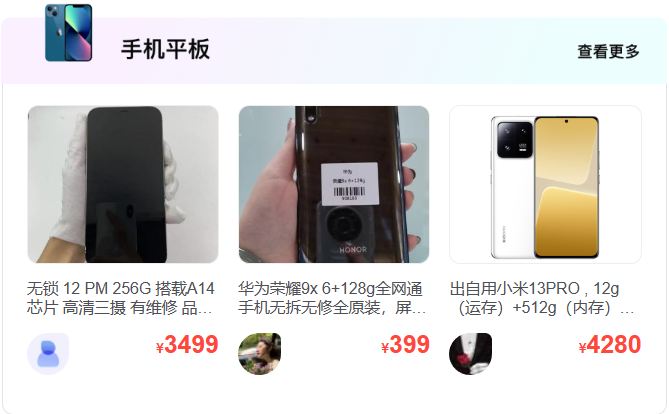 手机平板
查看更多
华为
荣耀9x 6+128g
HONOR
无锁 12 PM 256G 搭载A14
芯片 高清三摄 有维修 品…
¥3499
华为荣耀9x 6+128g全网通
手机无拆无修全原装，屏…
¥399
出自用小米13PRO , 12g
（运存）+512g（内存）…
¥4280